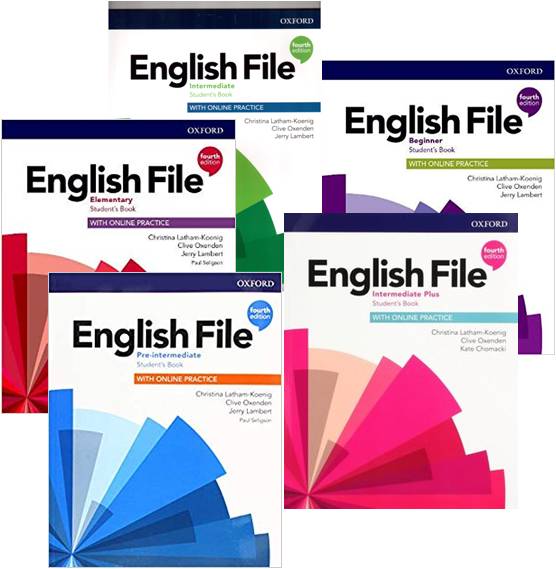 OXFORD
English File
fourth edition
Intermediate
Student's Book
WITH ONLINE PRACTICE
Christina Latham-Koenig
Clive Oxenden
Jerry Lambert
OXFORD
English File
fourth edition
Beginner
Student's Book
WITH ONLINE PRACTICE
Christina Latham-Koenig
Clive Oxenden
Jerry Lambert
OXFORD
English File
fourth edition
Elementary
Student's Book
WITH ONLINE PRACTICE
Christina Latham-Koenig
Clive Oxenden
Jerry Lambert
Paul Seligson
OXFORD
English File
fourth edition
Intermediate Plus
Student's Book
WITH ONLINE PRACTICE
Christina Latham-Koenig
Clive Oxenden
Kate Chomacki
OXFORD
English File
fourth edition
Pre-intermediate
Student's Book
WITH ONLINE PRACTICE
Christina Latham-Koenig
Clive Oxenden
Jerry Lambert
Paul Seligson